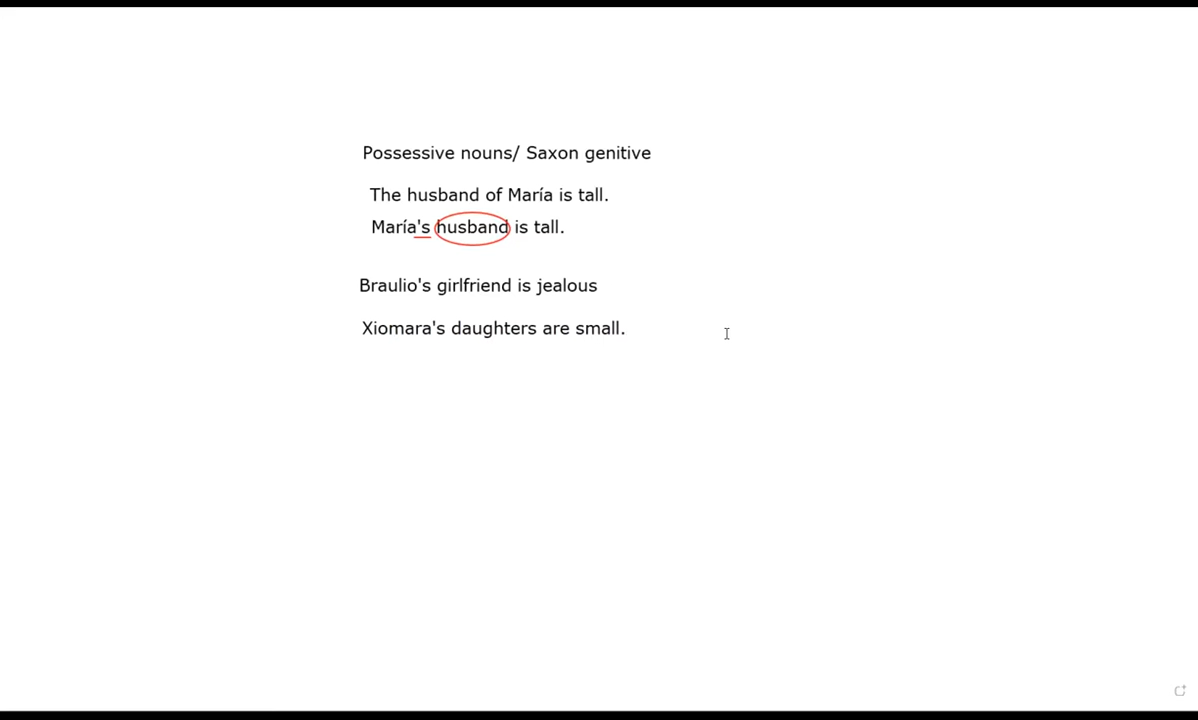 Possessive nouns/ Saxon genitive
The husband of María is tall.
María's husband is tall.
Braulio's girlfriend is jealous
Xiomara's daughters are small.